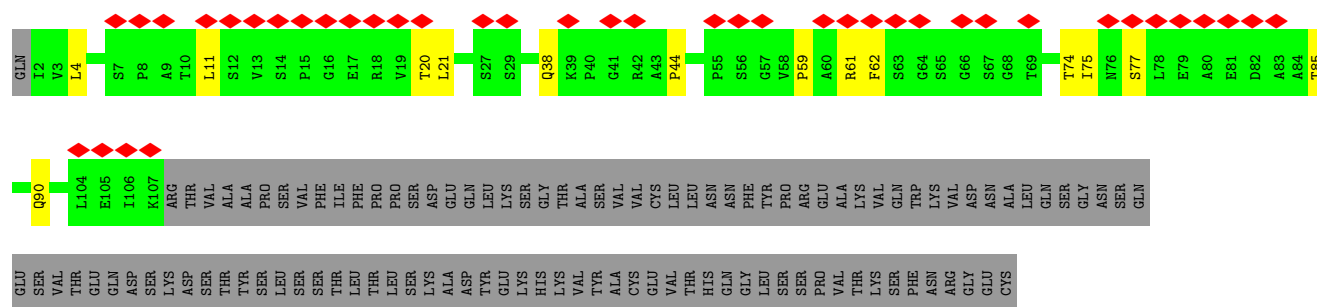 GLN I2 V3 L4 S7 P8 A9 T10 L11 S12 V13 S14 P15 G16 E17 R18 V19 T20 L21 S27 S29 Q38 K39 P40 G41 R42 A43 P44 P55 S56 G57 V58 P59 A60 R61 F62 S63 G64 S65 G66 S67 G68 T69 T74 I75 N76 S77 L78 E79 A80 E81 D82 A83 A84 T85
Q90 L104 E105 I106 K107 ARG THR VAL ALA ALA PRO SER VAL PHE ILE PHE PRO PRO SER ASP GLU GLN LEU LYS SER GLY THR ALA SER VAL VAL CYS LEU LEU ASN ASN PHE TYR PRO ARG GLU ALA LYS VAL GLN TRP LYS VAL ASP ASN ALA LEU GLN SER GLY ASN SER GLN
GLU SER VAL THR GLU GLN ASP SER LYS ASP SER THR TYR SER LEU SER SER THR LEU THR LEU SER LYS ALA ASP TYR GLU LYS HIS LYS VAL TYR ALA CYS GLU VAL THR HIS GLN GLY LEU SER SER PRO VAL THR LYS SER PHE ASN ARG GLY GLU CYS